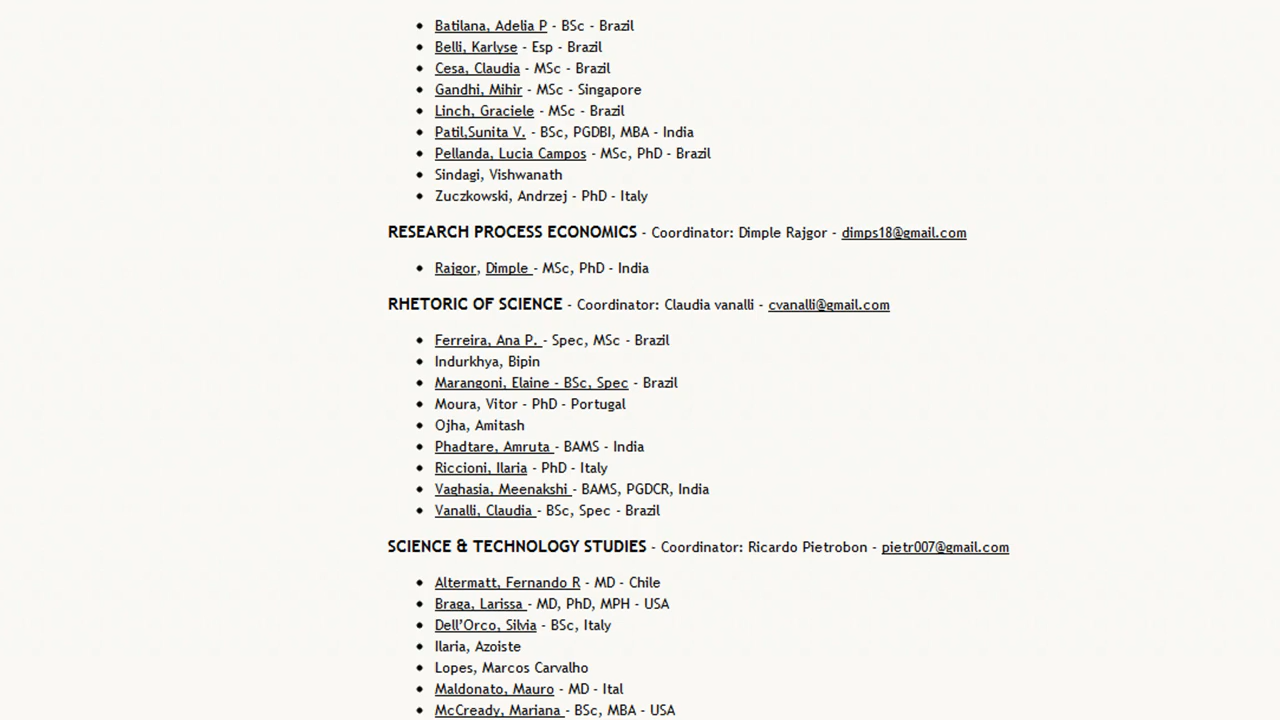 Batilana, Adelia P - BSc - Brazil
Belli, Karlyse - Esp - Brazil
Cesa, Claudia - MSc - Brazil
Gandhi, Mihir - MSc - Singapore
Linch, Graciele - MSc - Brazil
Patil,Sunita V. - BSc, PGDBI, MBA - India
Pellanda, Lucia Campos - MSc, PhD - Brazil
Sindagi, Vishwanath
Zuczkowski, Andrzej - PhD - Italy
RESEARCH PROCESS ECONOMICS - Coordinator: Dimple Rajgor - dimps18@gmail.com
Rajgor, Dimple - MSc, PhD - India
RHETORIC OF SCIENCE - Coordinator: Claudia vanalli - cvanalli@gmail.com
Ferreira, Ana P. - Spec, MSc - Brazil
Indurkhya, Bipin
Marangoni, Elaine - BSc, Spec - Brazil
Moura, Vitor - PhD - Portugal
Ojha, Amitash
Phadtare, Amruta - BAMS - India
Riccioni, Ilaria - PhD - Italy
Vaghasia, Meenakshi - BAMS, PGDCR, India
Vanalli, Claudia - BSc, Spec - Brazil
SCIENCE & TECHNOLOGY STUDIES - Coordinator: Ricardo Pietrobon - pietr007@gmail.com
Altermatt, Fernando R - MD - Chile
Braga, Larissa - MD, PhD, MPH - USA
Dell'Orco, Silvia - BSc, Italy
Ilaria, Azoiste
Lopes, Marcos Carvalho
Maldonato, Mauro - MD - Ital
McCready, Mariana - BSc, MBA - USA